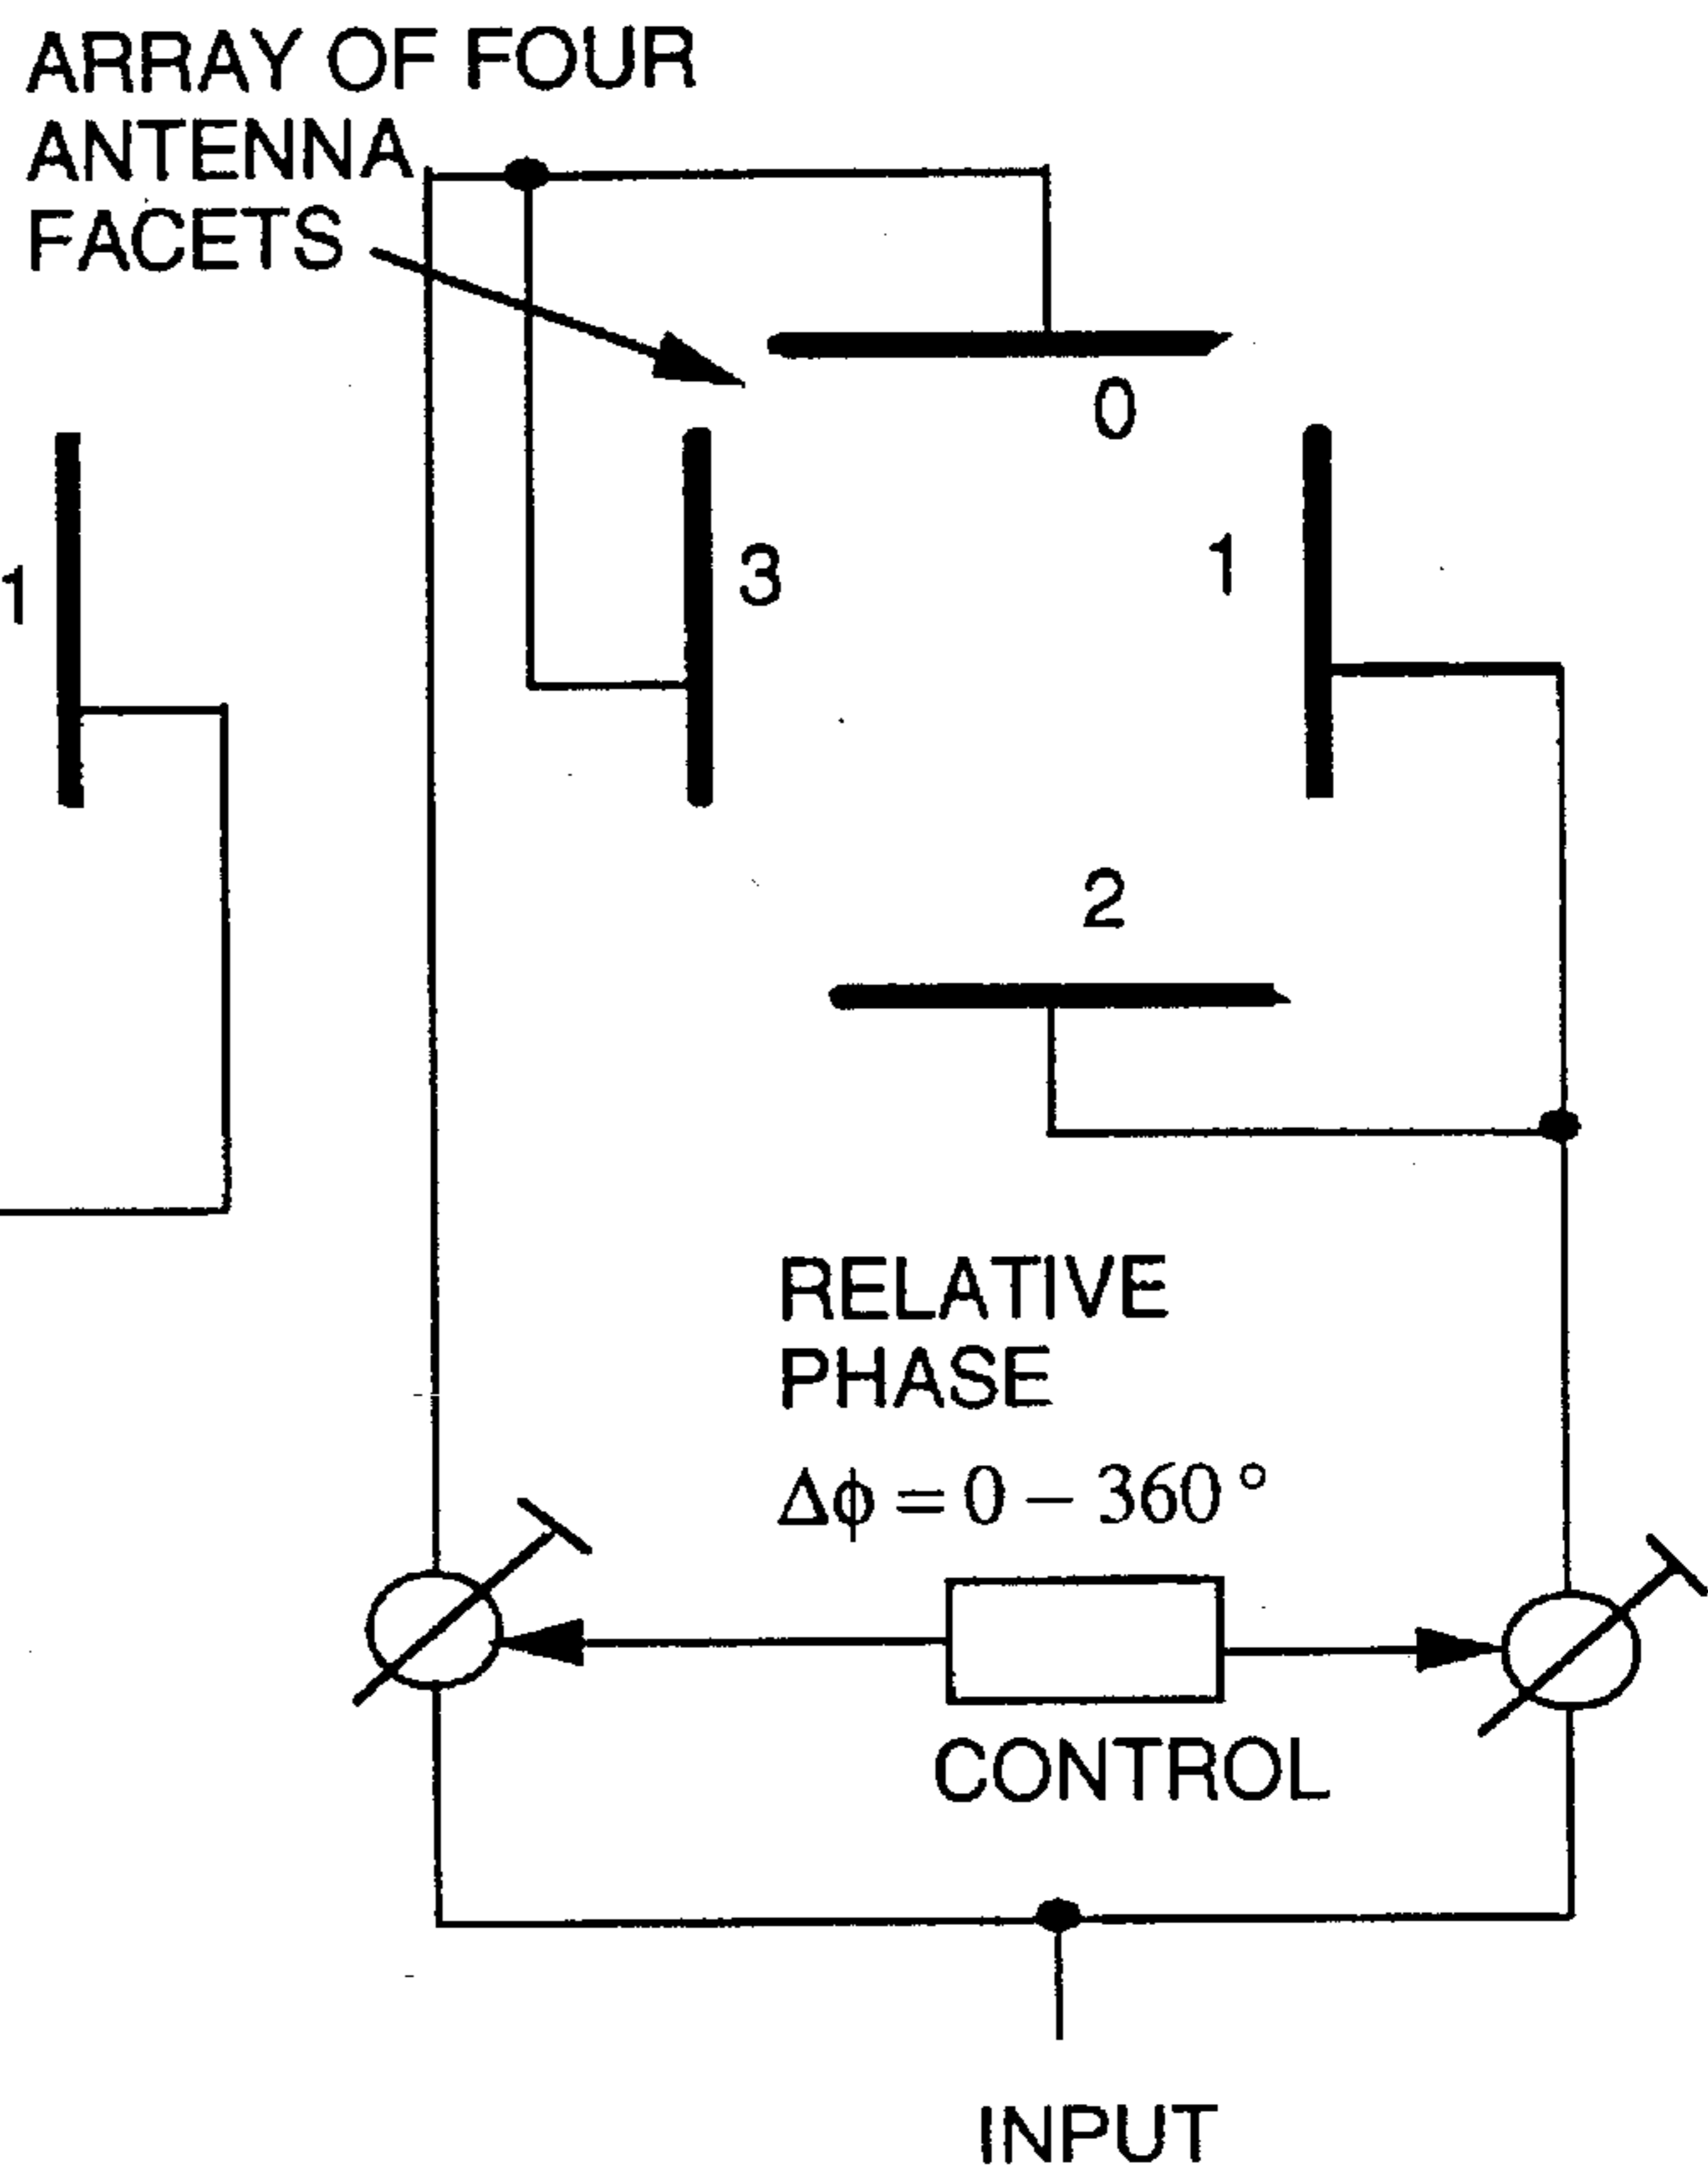 ARRAY OF FOUR
ANTENNA
FACETS
0
1
3
1
2
RELATIVE
PHASE
Δϕ = 0 – 360 °
CONTROL
INPUT